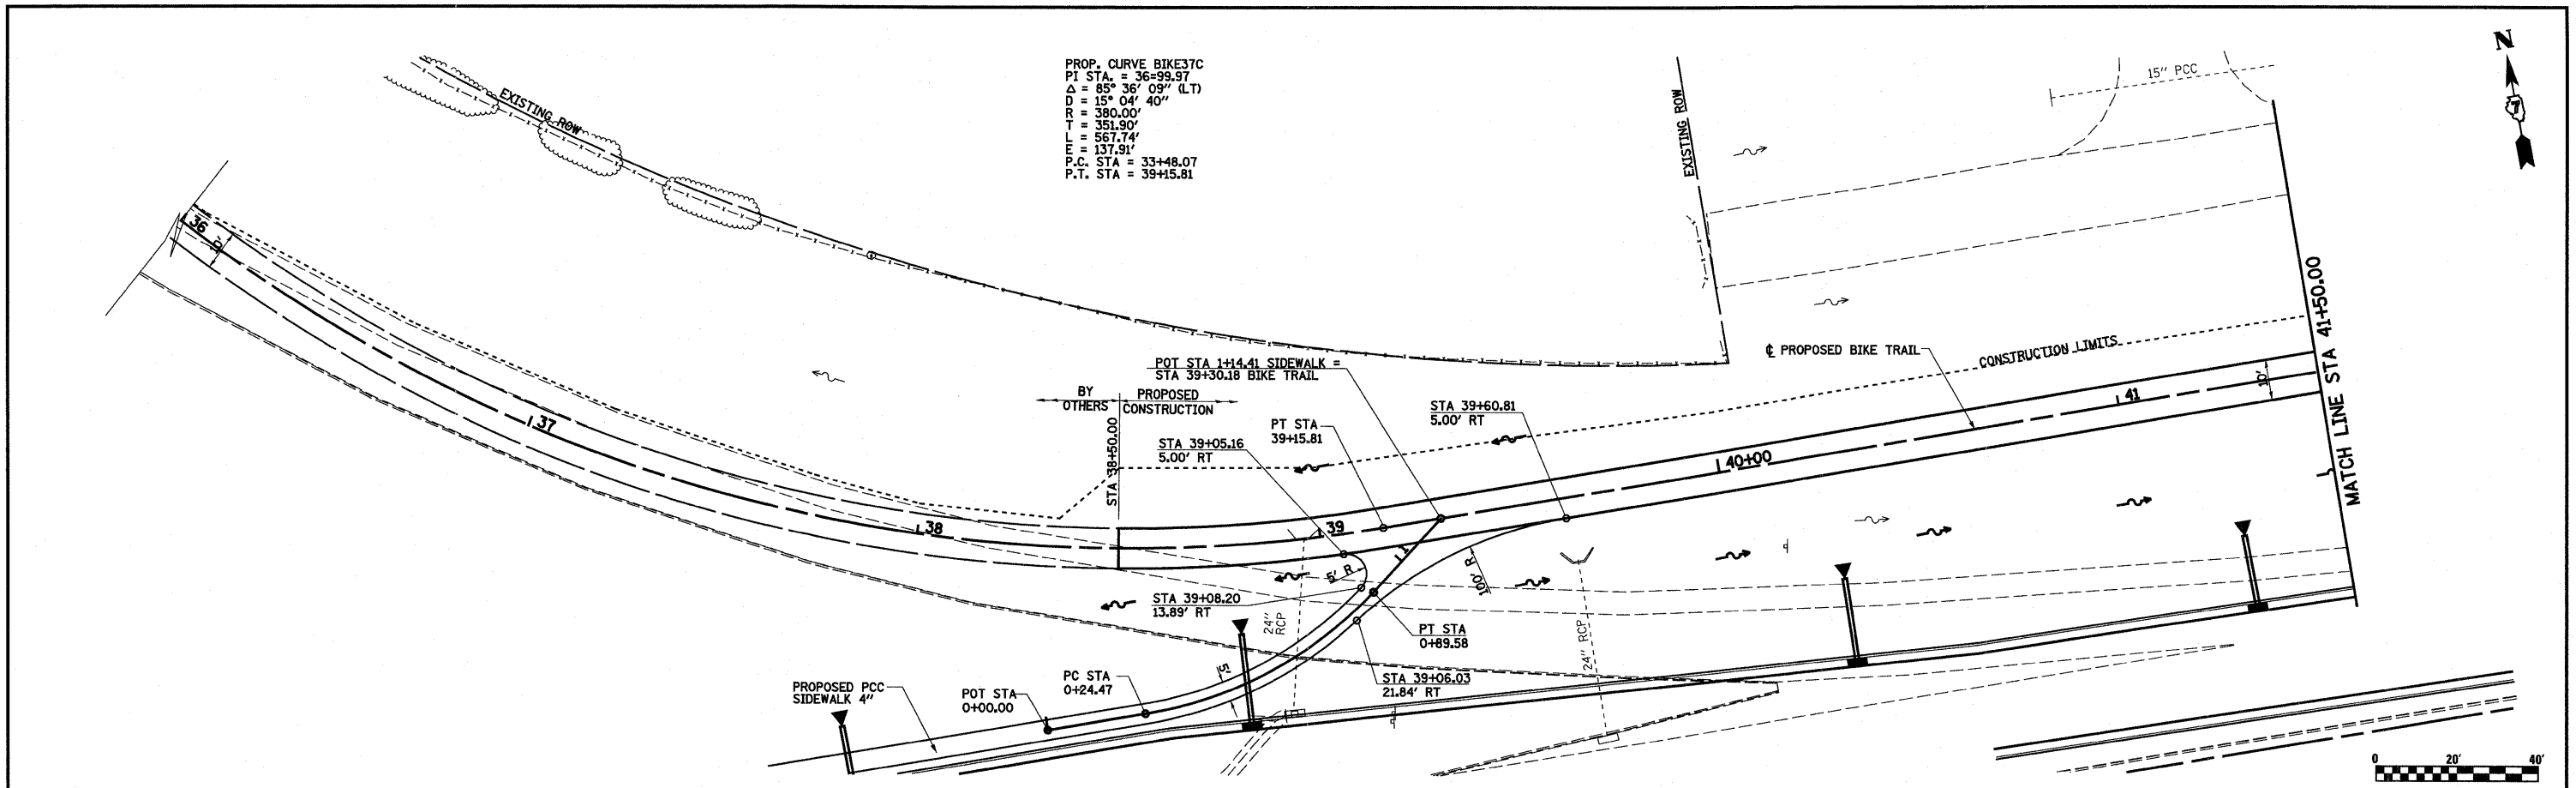 PROP. CURVE BIKE37C
PI STA. = 36=99.97
Δ = 85° 36' 09" (LT)
D = 15° 04' 40"
R = 380.00'
T = 351.90'
L = 567.74'
E = 137.91'
P.C. STA = 33+48.07
P.T. STA = 39+15.81
N
7
15" PCC
EXISTING ROW
EXISTING ROW
36
10'
37
38
39
40+00
41
10'
MATCH LINE STA 41+50.00
POT STA 1+14.41 SIDEWALK =
STA 39+30.18 BIKE TRAIL
℄ PROPOSED BIKE TRAIL
CONSTRUCTION LIMITS
BY
OTHERS
PROPOSED
CONSTRUCTION
STA 38+50.00
STA 39+60.81
5.00' RT
PT STA
39+15.81
STA 39+05.16
5.00' RT
1
5' R
100' R
STA 39+08.20
13.89' RT
24"
RCP
24" RCP
PT STA
0+89.58
STA 39+06.03
21.84' RT
5'
PC STA
0+24.47
POT STA
0+00.00
PROPOSED PCC
SIDEWALK 4"
0 20' 40'